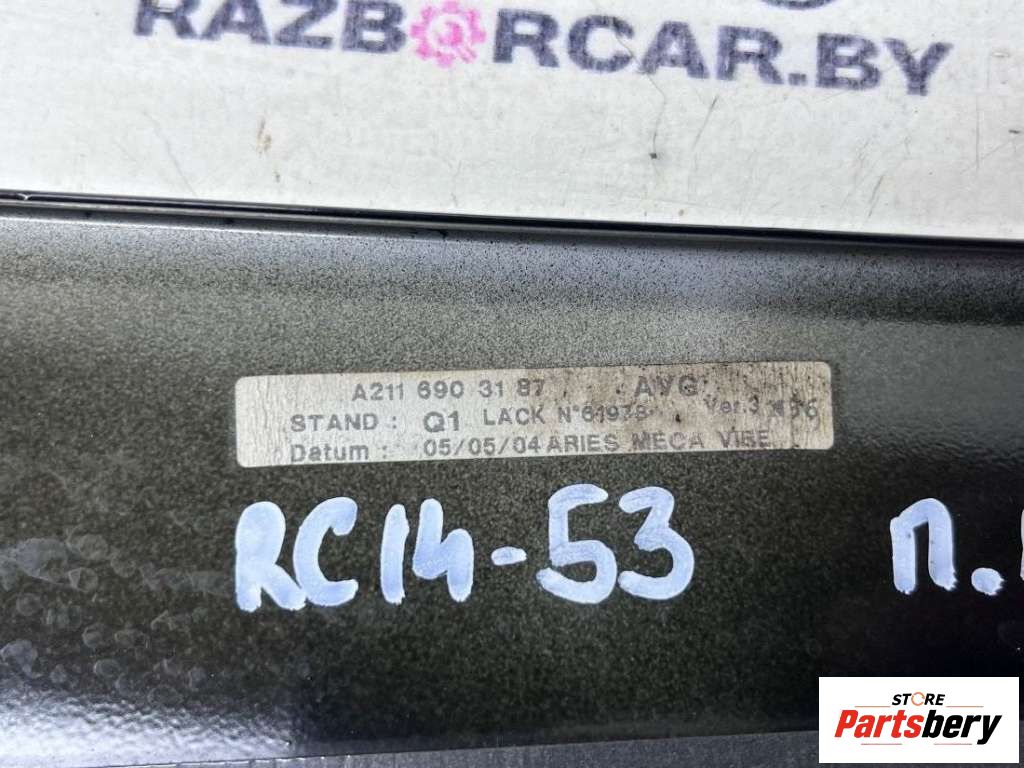 RAZBORCAR.BY
A211 690 31 87 AVG
STAND : Q1 LACK N°61973 Ver.3
Datum : 05/05/04 ARIES MECA VIBE
RC14-53 П.
STORE
Partsbery